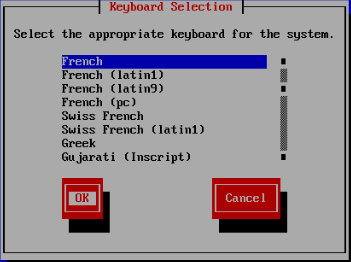 Keyboard Selection
Select the appropriate keyboard for the system.
French
French (latin1)
French (latin9)
French (pc)
Swiss French
Swiss French (latin1)
Greek
Gujarati (Inscript)
OK
Cancel